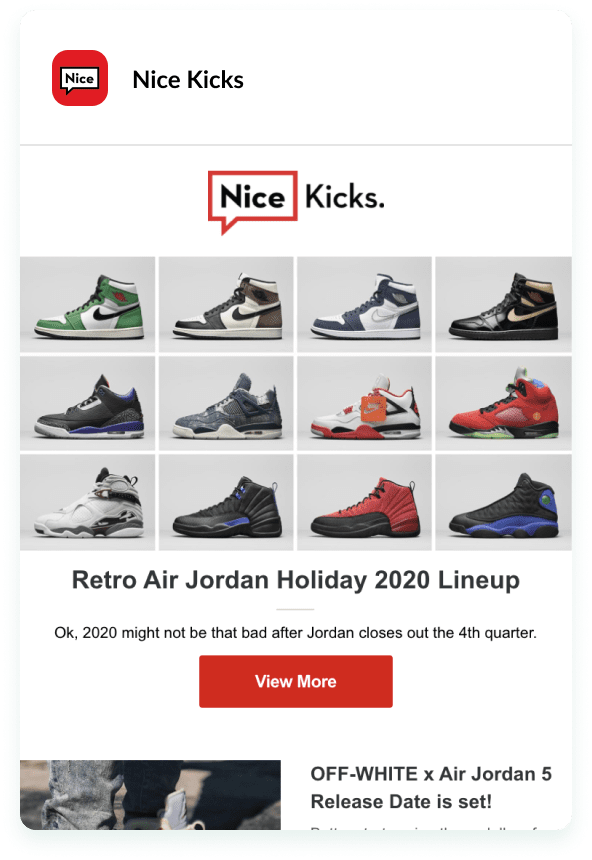 Nice
Nice Kicks
Nice Kicks.
Retro Air Jordan Holiday 2020 Lineup
Ok, 2020 might not be that bad after Jordan closes out the 4th quarter.
View More
OFF-WHITE x Air Jordan 5
Release Date is set!